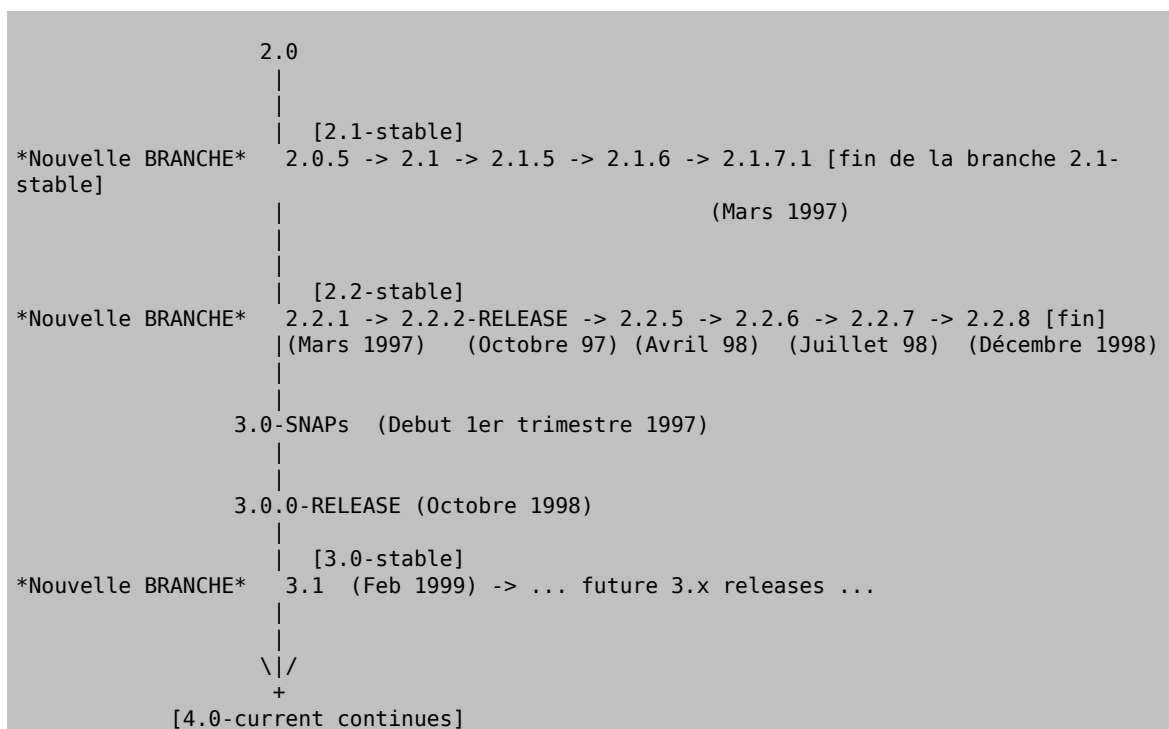 2.0
|
|
| [2.1-stable]
*Nouvelle BRANCHE* 2.0.5 -> 2.1 -> 2.1.5 -> 2.1.6 -> 2.1.7.1 [fin de la branche 2.1-
stable]
| (Mars 1997)
|
|
| [2.2-stable]
*Nouvelle BRANCHE* 2.2.1 -> 2.2.2-RELEASE -> 2.2.5 -> 2.2.6 -> 2.2.7 -> 2.2.8 [fin]
|(Mars 1997) (Octobre 97) (Avril 98) (Juillet 98) (Décembre 1998)
|
|
3.0-SNAPs (Debut 1er trimestre 1997)
|
|
3.0.0-RELEASE (Octobre 1998)
|
| [3.0-stable]
*Nouvelle BRANCHE* 3.1 (Feb 1999) -> ... future 3.x releases ...
|
|
\|/
+
[4.0-current continues]